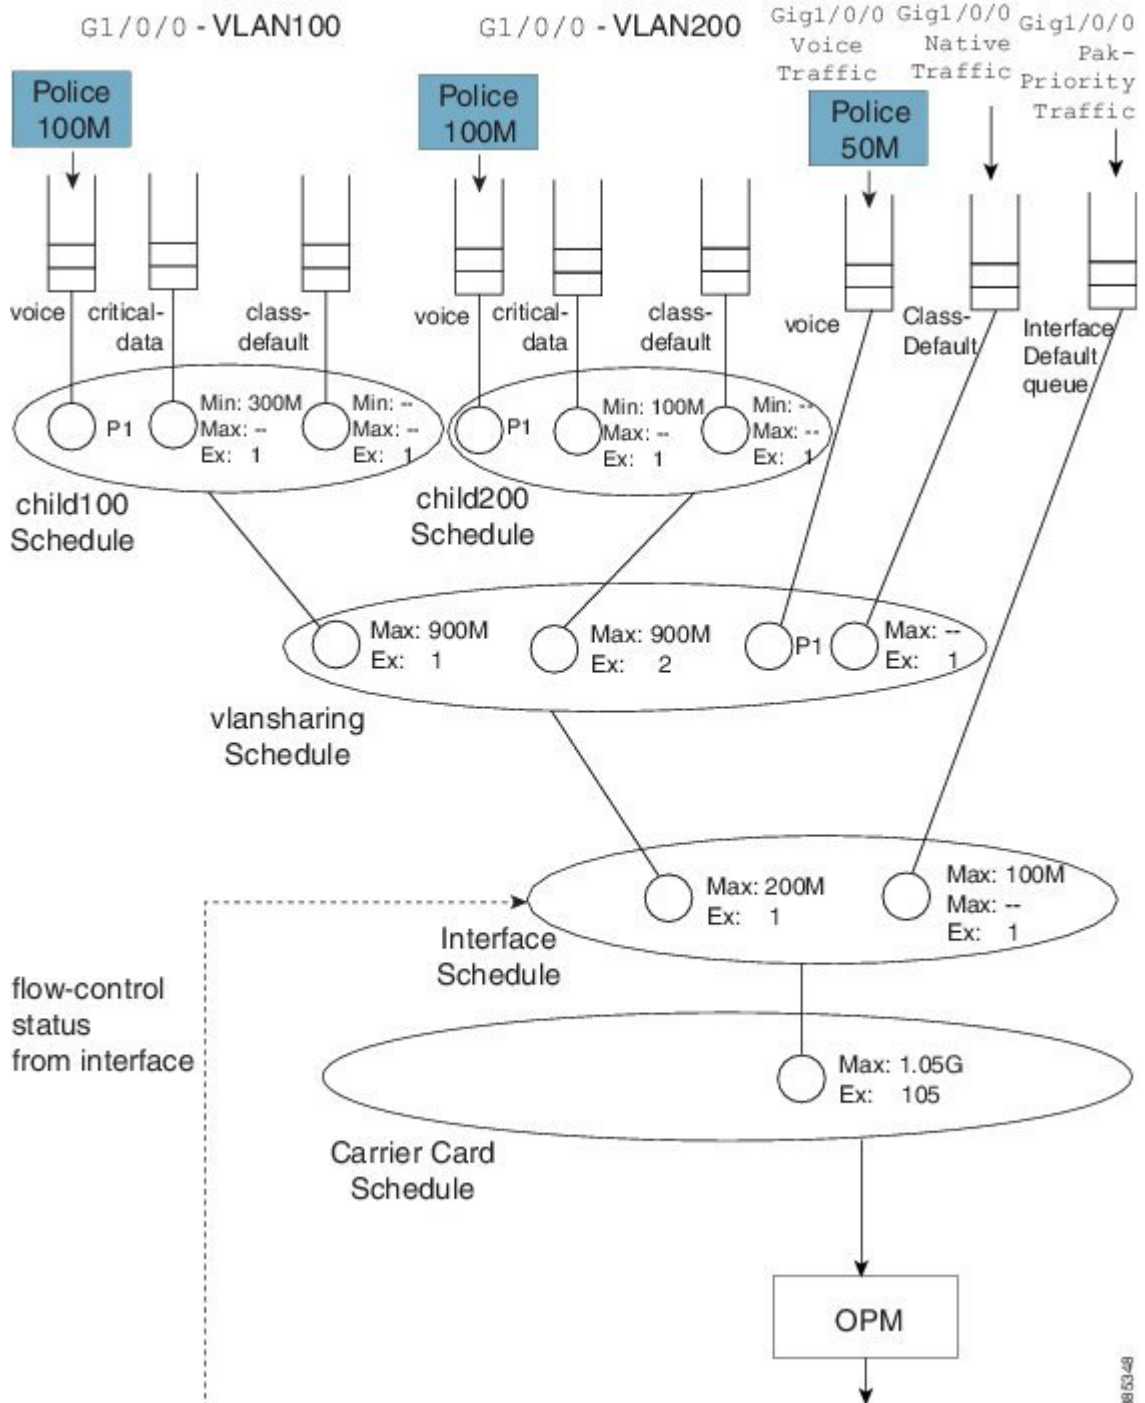 G1/0/0 - VLAN100
G1/0/0 - VLAN200
Gig1/0/0
Voice
Traffic
Gig1/0/0
Native
Traffic
Gig1/0/0
Pak-
Priority
Traffic
Police
100M
Police
100M
Police
50M
voice
critical-
data
class-
default
voice
critical-
data
class-
default
voice
Class-
Default
Interface
Default
queue
P1
Min: 300M
Max: --
Ex: 1
Min: --
Max: --
Ex: 1
P1
Min: 100M
Max: --
Ex: 1
Min: --
Max: --
Ex: 1
child100
Schedule
child200
Schedule
Max: 900M
Ex: 1
Max: 900M
Ex: 2
P1
Max: --
Ex: 1
vlansharing
Schedule
Max: 200M
Ex: 1
Max: 100M
Max: --
Ex: 1
Interface
Schedule
flow-control
status
from interface
Max: 1.05G
Ex: 105
Carrier Card
Schedule
OPM